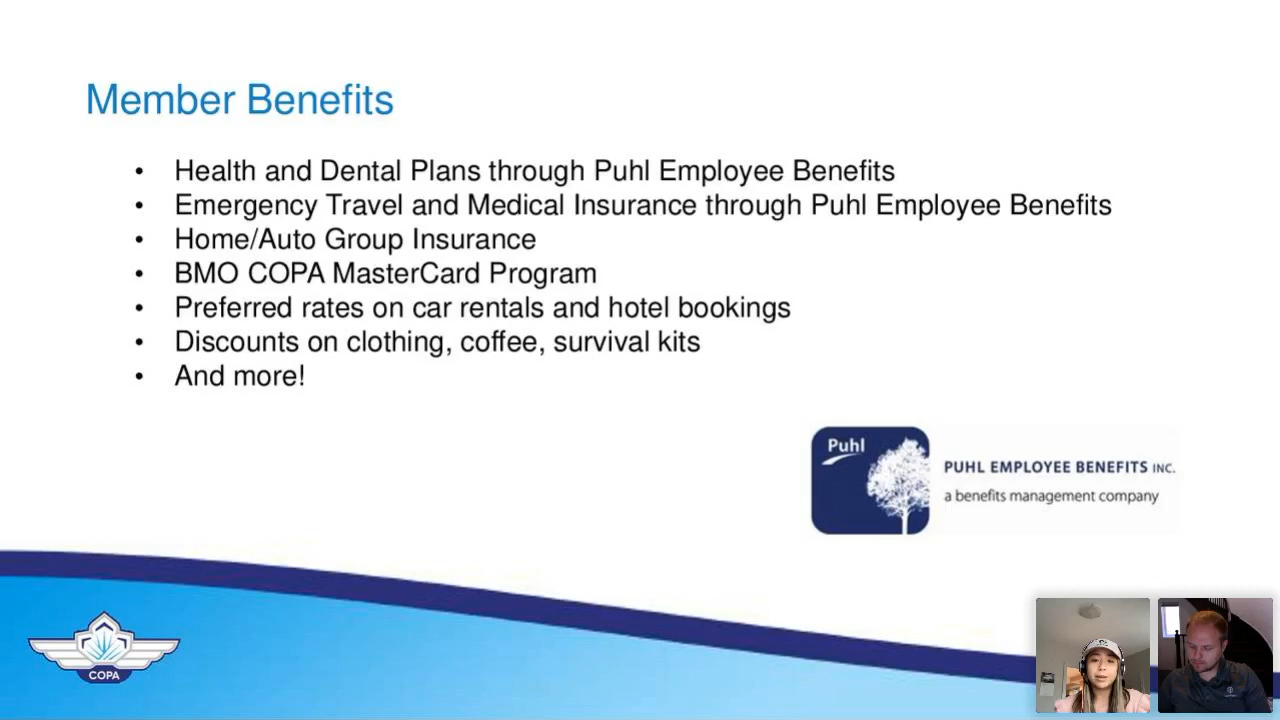 Member Benefits
• Health and Dental Plans through Puhl Employee Benefits
• Emergency Travel and Medical Insurance through Puhl Employee Benefits
• Home/Auto Group Insurance
• BMO COPA MasterCard Program
• Preferred rates on car rentals and hotel bookings
• Discounts on clothing, coffee, survival kits
• And more!
Puhl
PUHL EMPLOYEE BENEFITS INC.
a benefits management company
COPA